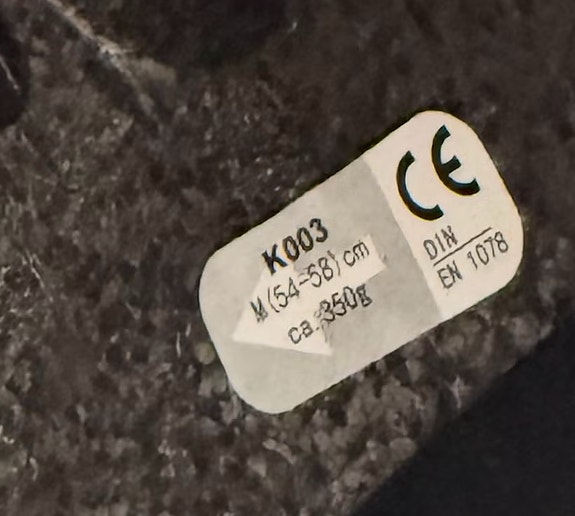 K003
M (54-58) cm
ca. 350g
CE
DIN
EN 1078